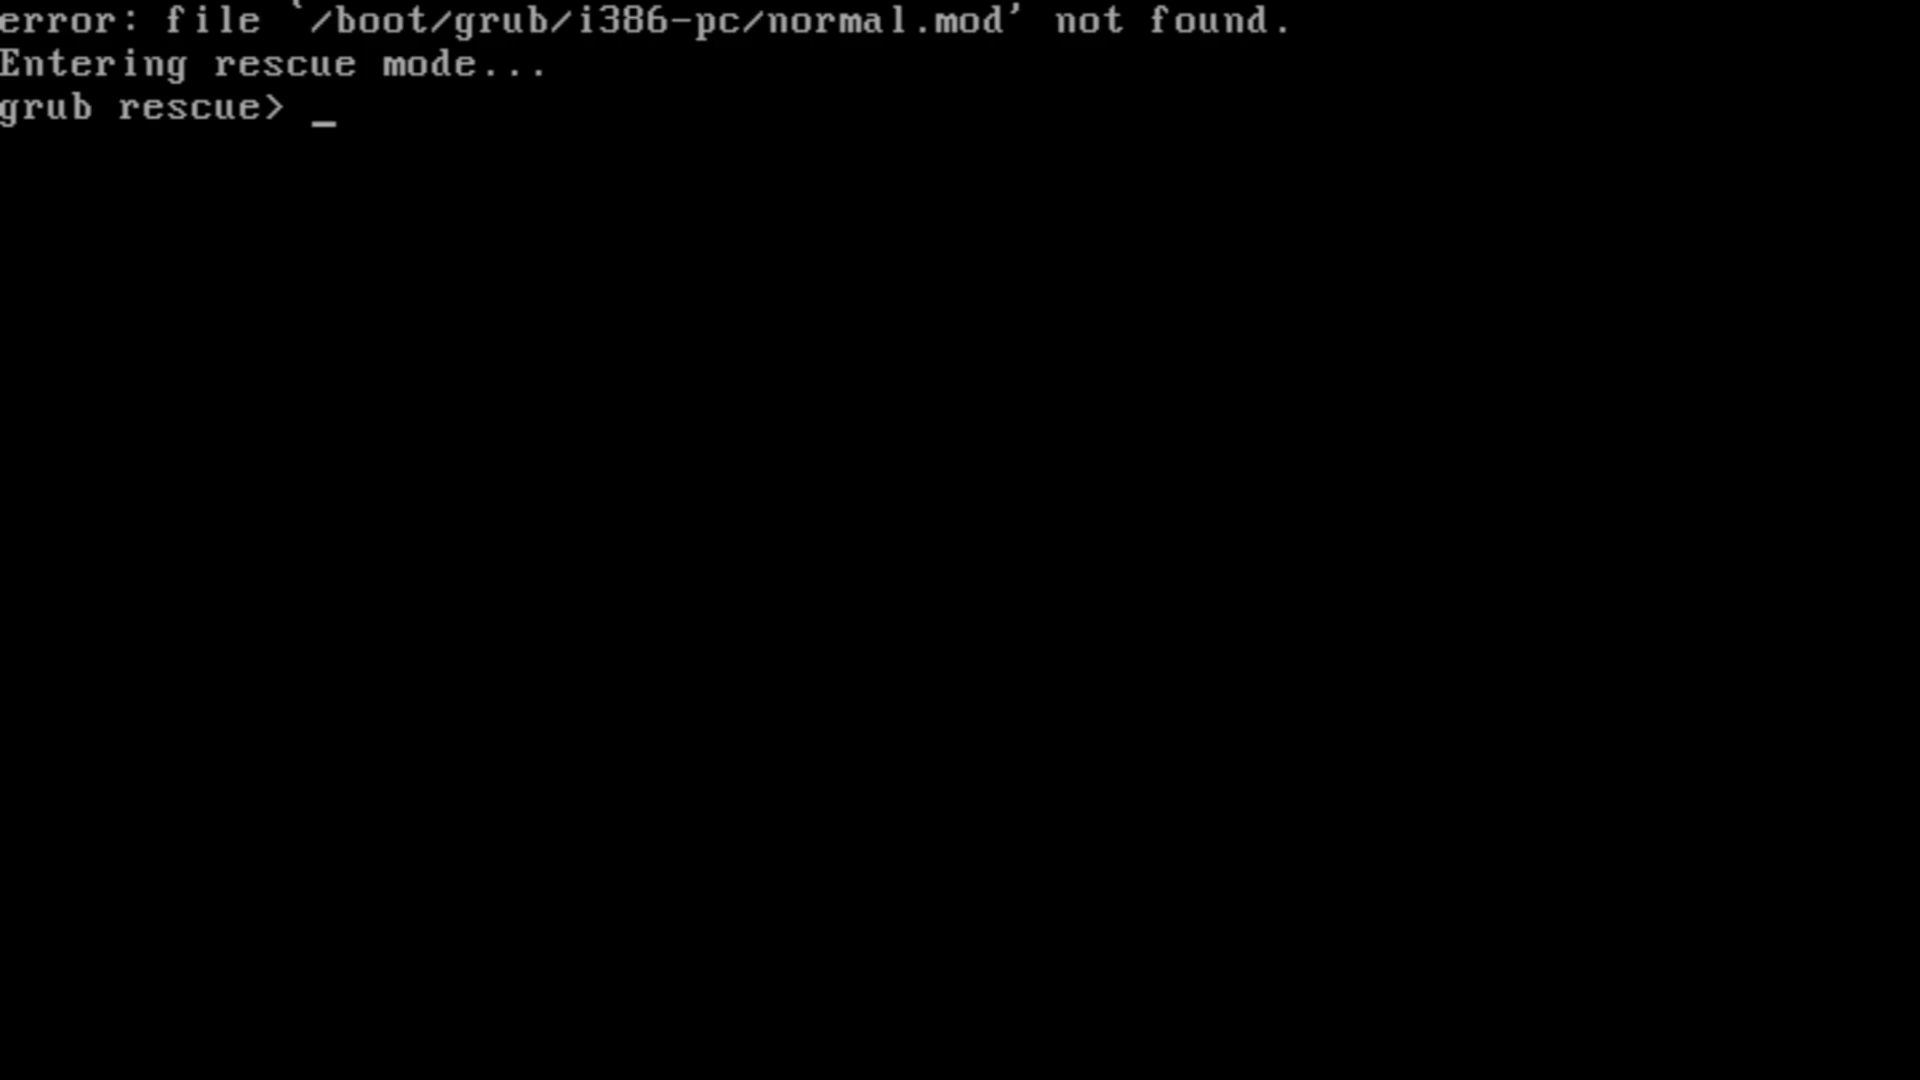 error: file `/boot/grub/i386-pc/normal.mod' not found.
Entering rescue mode...
grub rescue> _